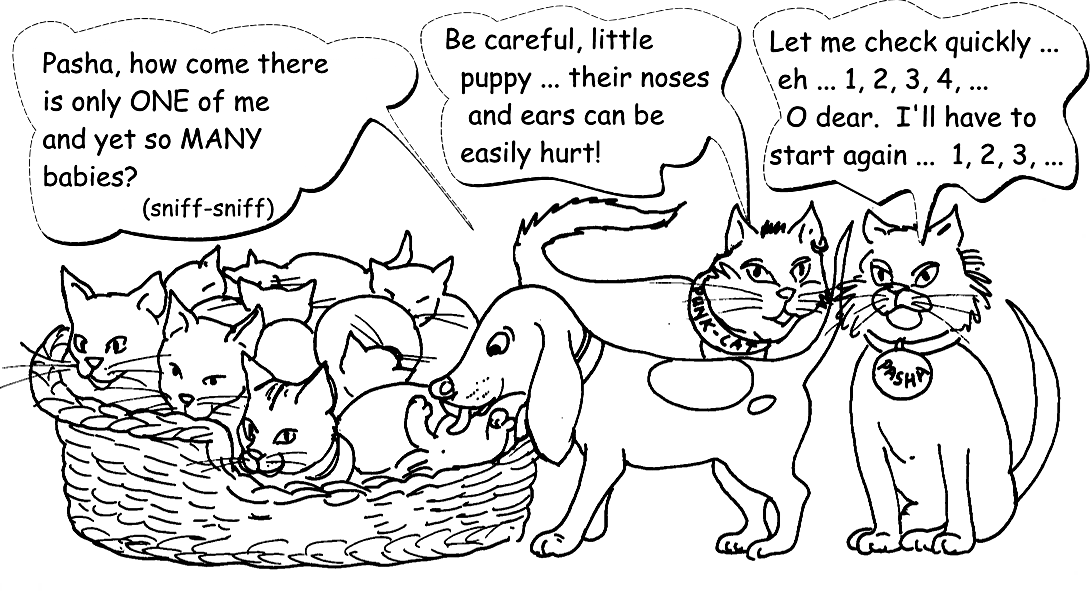 Pasha, how come there
is only ONE of me
and yet so MANY
babies?
(sniff-sniff)
Be careful, little
puppy ... their noses
and ears can be
easily hurt!
Let me check quickly ...
eh ... 1, 2, 3, 4, ...
O dear. I'll have to
start again ... 1, 2, 3, ...
PUNK-CAT
PASHA